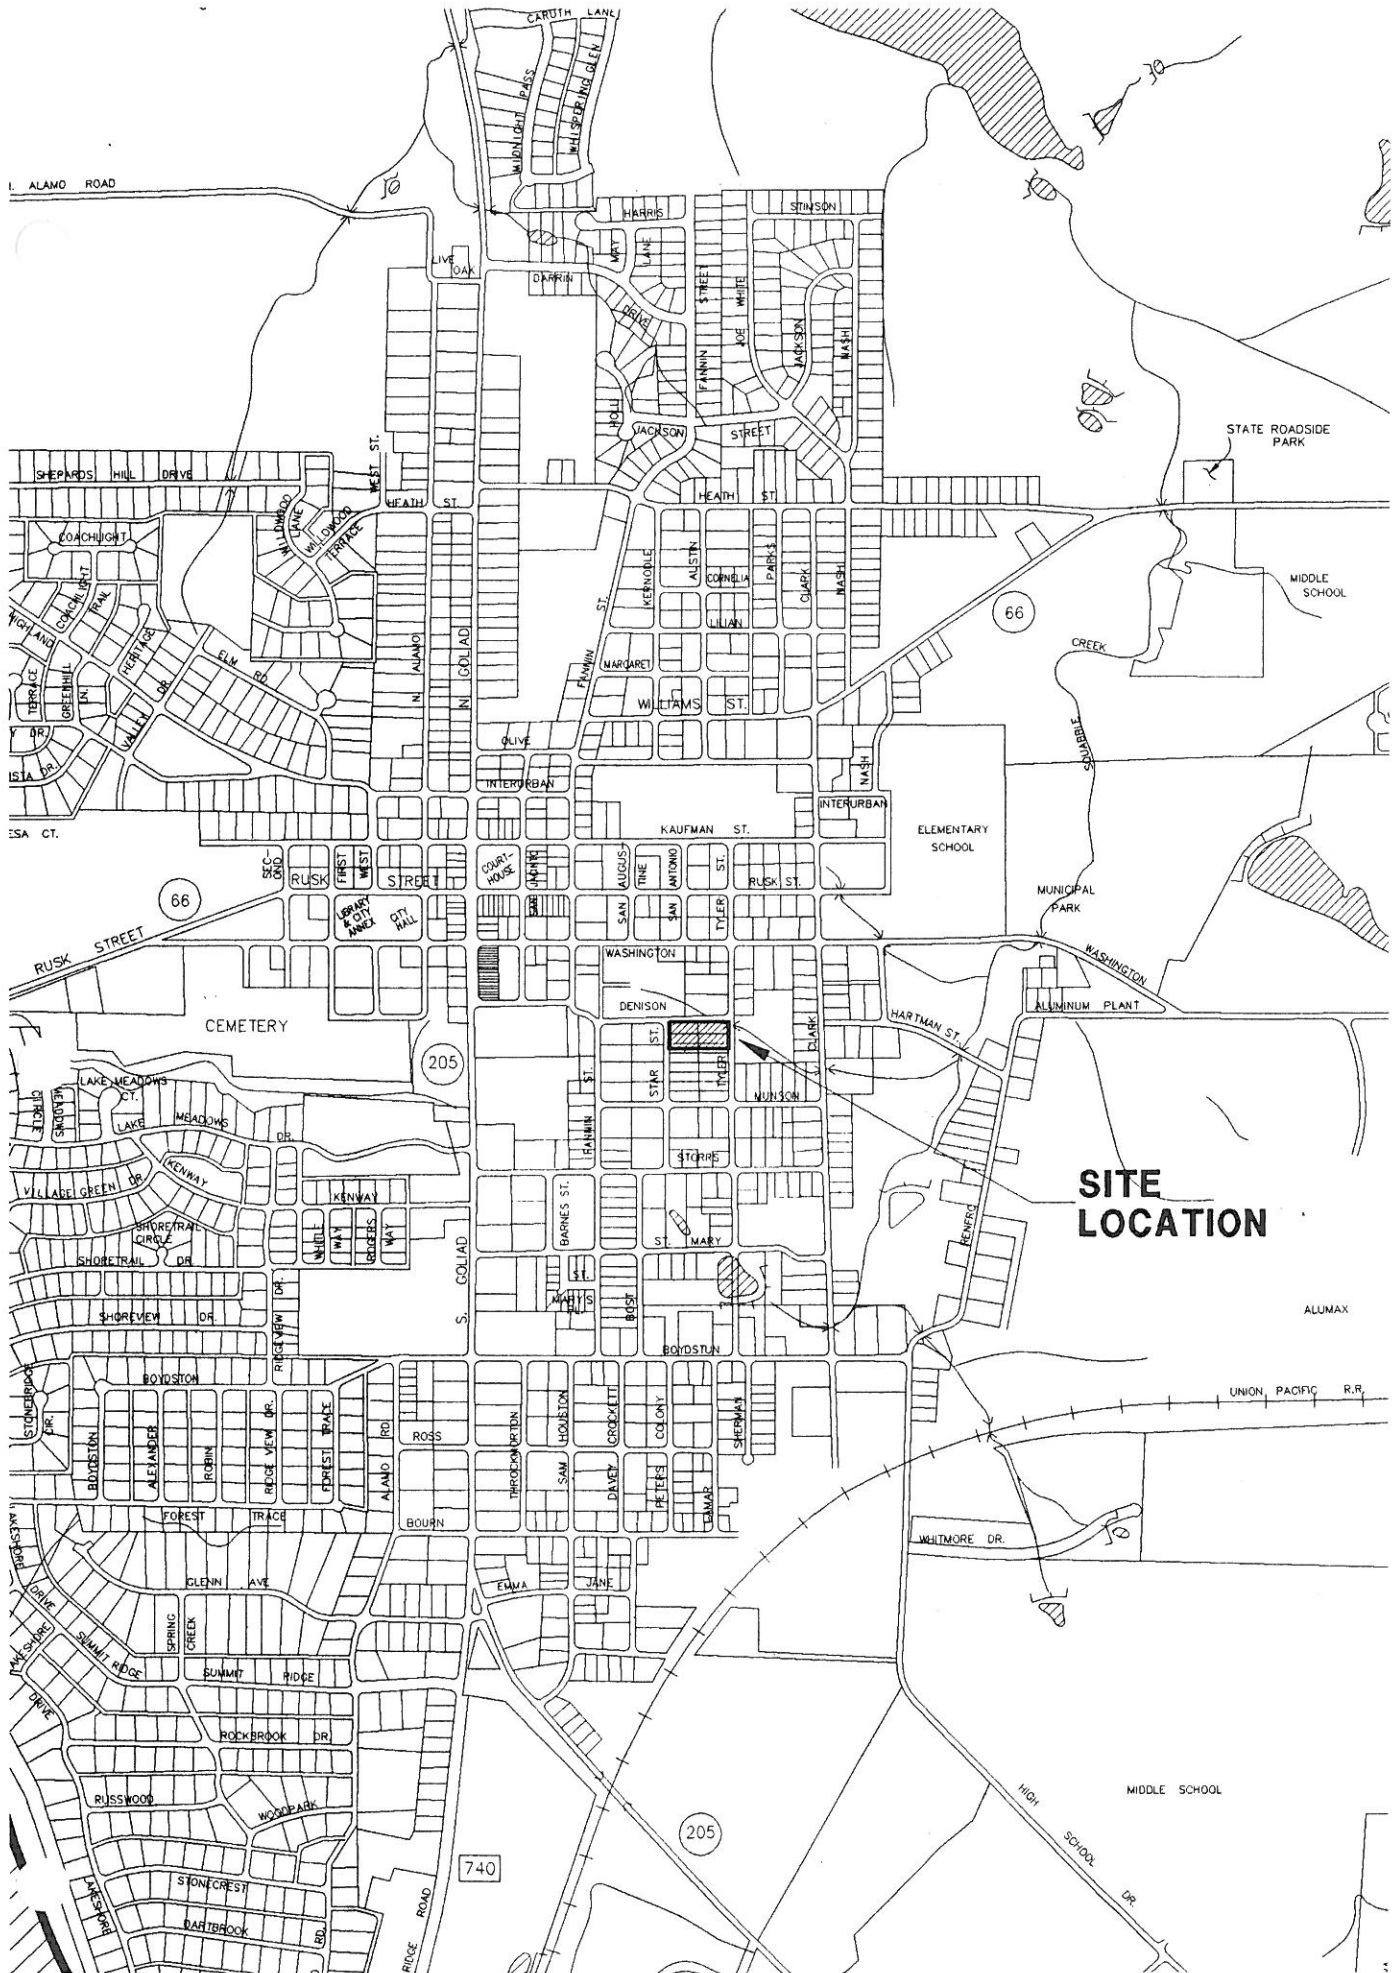 CARUTH LANE
MIDNIGHT PASS
WHISPERING GLEN
ALAMO ROAD
HARRIS
STINSON
MAY
LANE
LIVE
OAK
DARRIN
DRIVE
STREET
FANNIN
JOE WHITE
JACKSON
NASH
HOLLI
JACKSON STREET
STATE ROADSIDE
PARK
SHEPARDS HILL DRIVE
WEST ST.
HEATH ST.
HEATH ST.
WILDWOOD
LANE
WILLOWOOD
TERRACE
COACHLIGHT
COACHLIGHT
TRAIL
HIGHLAND
HERITAGE
TERRACE
GREENHILL
LN.
VALLEY DR.
ELM RD.
Y DR.
ISTA DR.
ESA CT.
N ALAMO
N GOLIAD
KERNODLE
AUSTIN
CORNELIA
PARKS
CLARK
NASH
LILIAN
FANNIN ST.
MARGARET
WILLIAMS ST.
66
MIDDLE
SCHOOL
CREEK
SQUABBLE
OLIVE
INTERURBAN
NASH
INTERURBAN
KAUFMAN ST.
ELEMENTARY
SCHOOL
SEC-
OND
FIRST
WEST
RUSK STREET
COURT-
HOUSE
SAN JACINTO
SAN AUGUS-
TINE
SAN ANTONIO
TYLER ST.
RUSK ST.
66
LIBRARY
& CITY
ANNEX
CITY
HALL
MUNICIPAL
PARK
RUSK STREET
WASHINGTON
WASHINGTON
DENISON
ALUMINUM PLANT
CEMETERY
HARTMAN ST.
CLARK
205
STAR ST.
TYLER
MUNSON
LAKE MEADOWS
CT.
MEADOWS
CIRCLE
LAKE MEADOWS DR.
FANNIN ST.
STORRS
KENWAY
VILLAGE GREEN DR.
KENWAY
SITE
LOCATION
SHORETRAIL
CIRCLE
SHORETRAIL DR.
WHILE
WAY
ROGERS
WAY
BARNES ST.
ST. MARY
RENFRO
ST.
MARYS
BOST
S. GOLIAD
SHOREVIEW DR.
RIDGEVIEW DR.
ALUMAX
BOYDSTUN
STONEBRIDGE
CIR.
BOYDSTON
UNION PACIFIC R.R.
BOYDSTON
ALEXANDER
ROBIN
RIDGE VIEW DR.
FOREST TRACE
ALAMO RD
ROSS
THROCKMORTON
SAM HOUSTON
DAVEY CROCKETT
PETERS COLONY
LAMAR
SHERMAN
FOREST TRACE
BOURN
WHITMORE DR.
LAKESHORE
DRIVE
GLENN AVE
EMMA JANE
SPRING
CREEK
SUMMIT RIDGE
SUMMIT RIDGE
LAKESHORE
DRIVE
ROCKBROOK DR.
RUSSWOOD
WOODPARK
HIGH SCHOOL DR.
MIDDLE SCHOOL
205
740
STONECREST
LAKESHORE
DARTBROOK
RD.
RIDGE ROAD